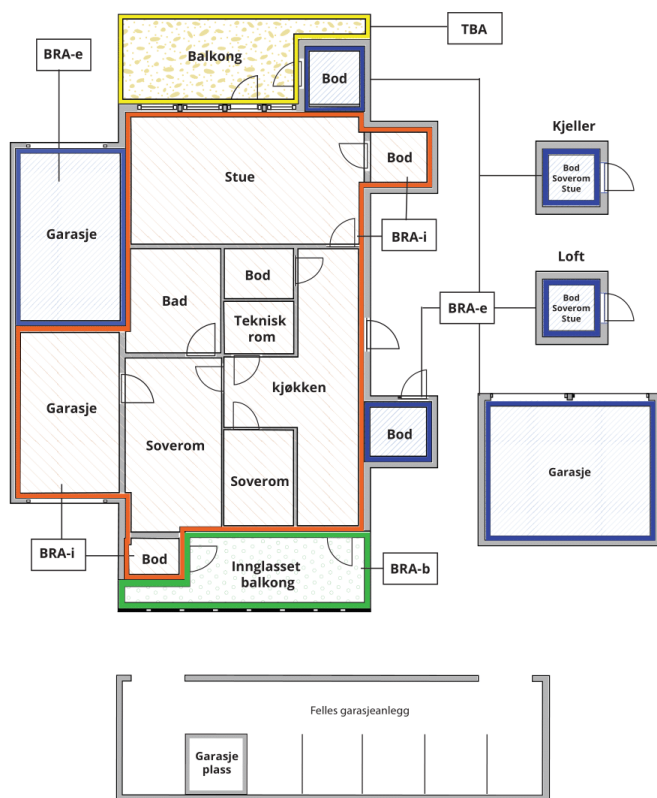 TBA
BRA-e
Balkong
Bod
Kjeller
Bod
Soverom
Stue
Stue
Bod
Garasje
BRA-i
Loft
Bod
Soverom
Stue
Bod
Bad
Teknisk
rom
BRA-e
kjøkken
Garasje
Soverom
Bod
Garasje
Soverom
BRA-i
Bod
Innglasset
balkong
BRA-b
Felles garasjeanlegg
Garasje
plass